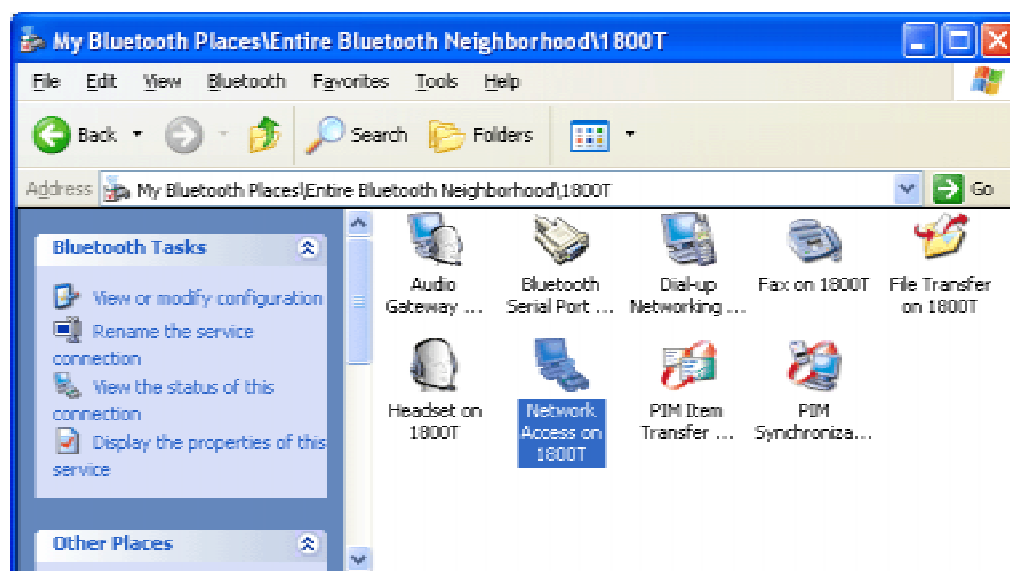 My Bluetooth Places\Entire Bluetooth Neighborhood\1800T
File Edit View Bluetooth Favorites Tools Help
Back Search Folders
Address My Bluetooth Places\Entire Bluetooth Neighborhood\1800T Go
Bluetooth Tasks
View or modify configuration
Rename the service
connection
View the status of this
connection
Display the properties of this
service
Other Places
Audio
Gateway ...
Bluetooth
Serial Port ...
Dial-up
Networking ...
Fax on 1800T
File Transfer
on 1800T
Headset on
1800T
Network
Access on
1800T
PIM Item
Transfer ...
PIM
Synchroniza...